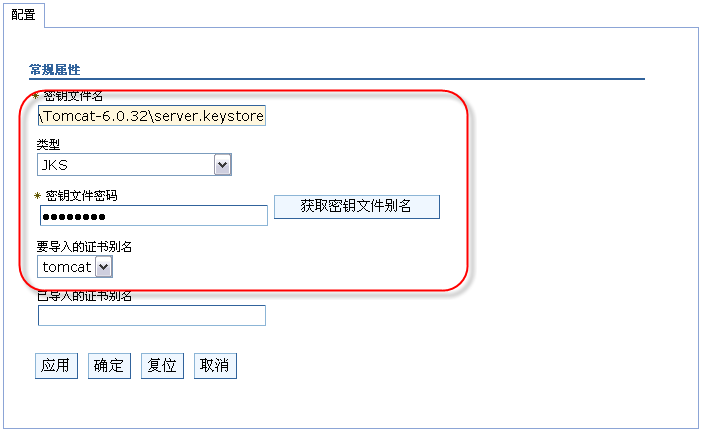 配置
常规属性
* 密钥文件名
\Tomcat-6.0.32\server.keystore
类型
JKS
* 密钥文件密码
●●●●●●●● 获取密钥文件别名
要导入的证书别名
tomcat
已导入的证书别名
应用 确定 复位 取消